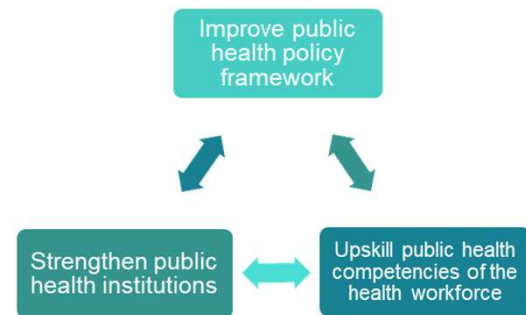 Improve public
health policy
framework
Strengthen public
health institutions
Upskill public health
competencies of the
health workforce